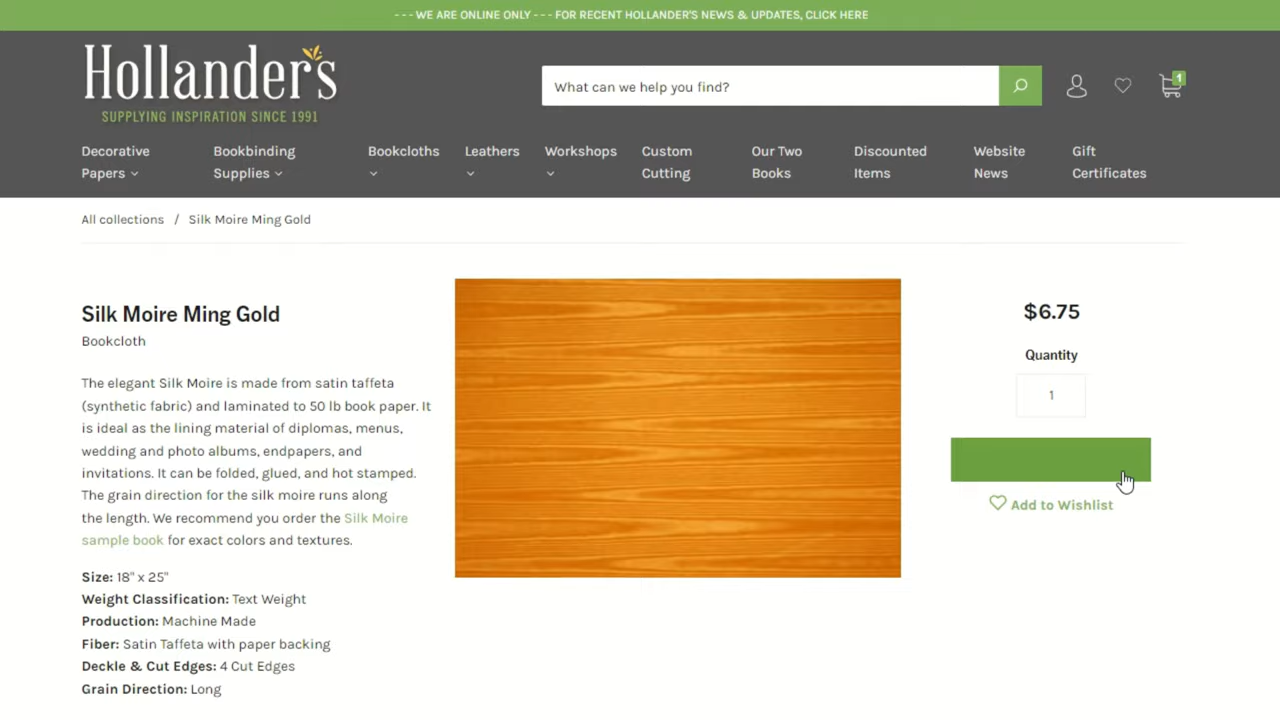 - - - WE ARE ONLINE ONLY - - - FOR RECENT HOLLANDER'S NEWS & UPDATES, CLICK HERE
Hollander's
SUPPLYING INSPIRATION SINCE 1991
What can we help you find?
1
Decorative Papers
Bookbinding Supplies
Bookcloths
Leathers
Workshops
Custom Cutting
Our Two Books
Discounted Items
Website News
Gift Certificates
All collections / Silk Moire Ming Gold
Silk Moire Ming Gold
Bookcloth
The elegant Silk Moire is made from satin taffeta
(synthetic fabric) and laminated to 50 lb book paper. It
is ideal as the lining material of diplomas, menus,
wedding and photo albums, endpapers, and
invitations. It can be folded, glued, and hot stamped.
The grain direction for the silk moire runs along
the length. We recommend you order the Silk Moire
sample book for exact colors and textures.
Size: 18" x 25"
Weight Classification: Text Weight
Production: Machine Made
Fiber: Satin Taffeta with paper backing
Deckle & Cut Edges: 4 Cut Edges
Grain Direction: Long
$6.75
Quantity
1
Add to Wishlist